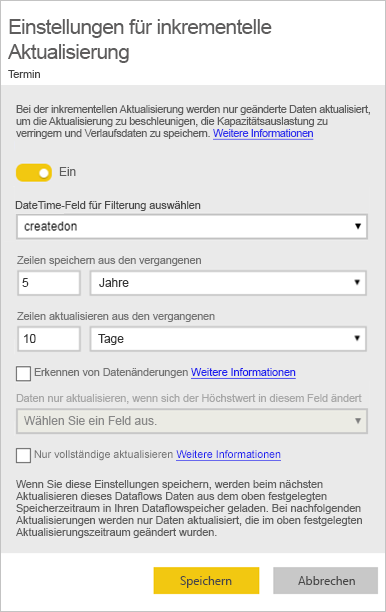 Einstellungen für inkrementelle
Aktualisierung
Termin
Bei der inkrementellen Aktualisierung werden nur geänderte Daten aktualisiert,
um die Aktualisierung zu beschleunigen, die Kapazitätsauslastung zu
verringern und Verlaufsdaten zu speichern. Weitere Informationen
Ein
DateTime-Feld für Filterung auswählen
createdon
Zeilen speichern aus den vergangenen
5 Jahre
Zeilen aktualisieren aus den vergangenen
10 Tage
Erkennen von Datenänderungen Weitere Informationen
Daten nur aktualisieren, wenn sich der Höchstwert in diesem Feld ändert
Wählen Sie ein Feld aus.
Nur vollständige aktualisieren Weitere Informationen
Wenn Sie diese Einstellungen speichern, werden beim nächsten
Aktualisieren dieses Dataflows Daten aus dem oben festgelegten
Speicherzeitraum in Ihren Dataflowspeicher geladen. Bei nachfolgenden
Aktualisierungen werden nur Daten aktualisiert, die im oben festgelegten
Aktualisierungszeitraum geändert wurden.
Speichern Abbrechen